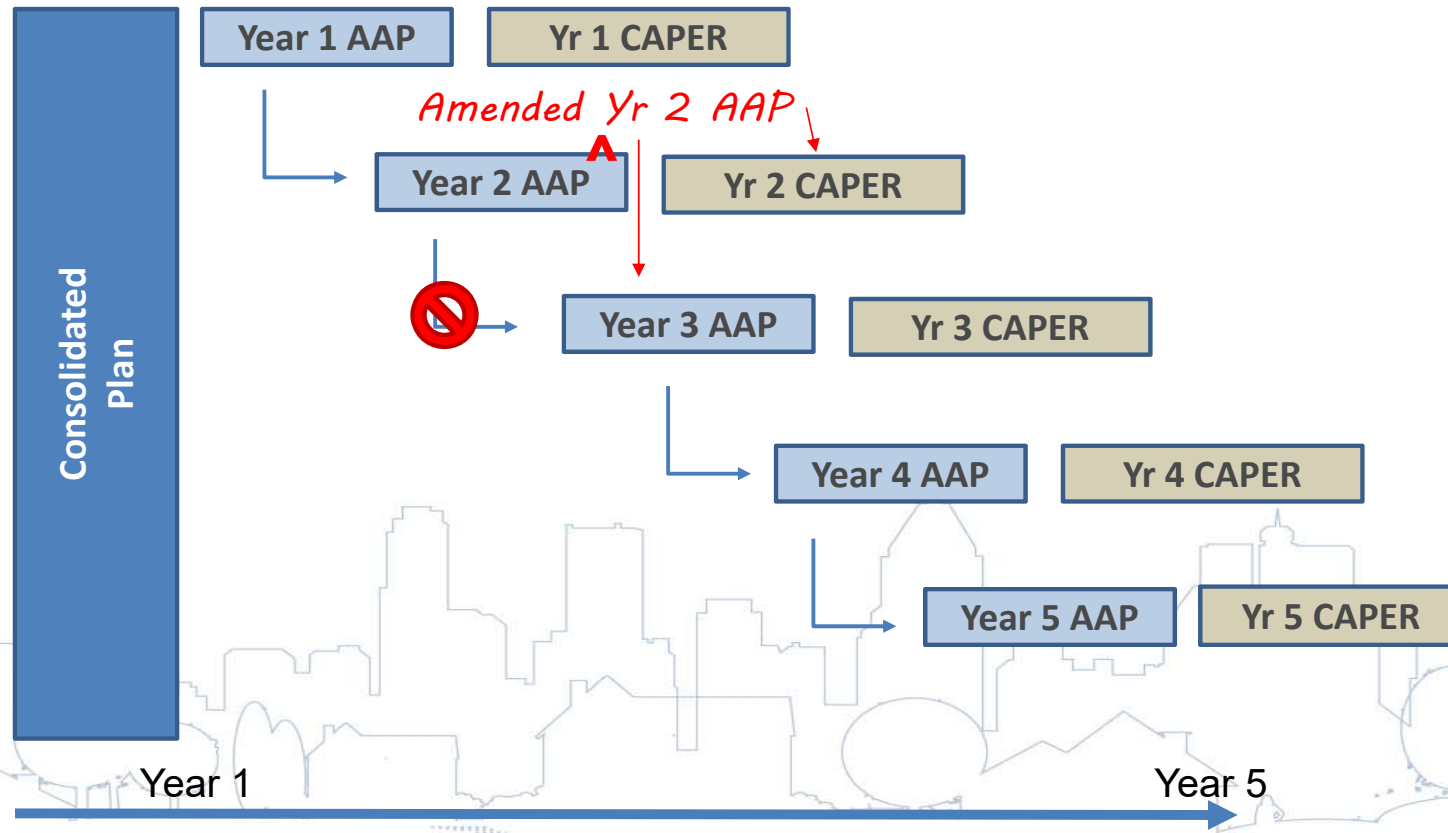 Consolidated
Plan
Year 1 AAP
Yr 1 CAPER
Amended Yr 2 AAP
Year 2 AAP
Yr 2 CAPER
Year 3 AAP
Yr 3 CAPER
Year 4 AAP
Yr 4 CAPER
Year 5 AAP
Yr 5 CAPER
Year 1
Year 5